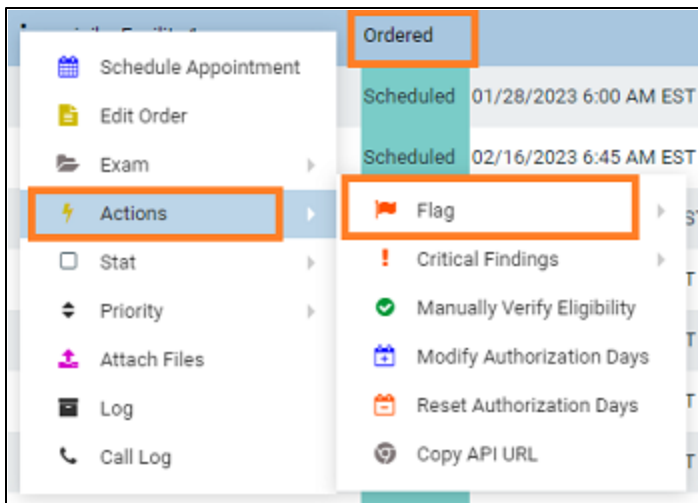 Ordered
Schedule Appointment
Edit Order
Exam
Actions
Stat
Priority
Attach Files
Log
Call Log
Scheduled 01/28/2023 6:00 AM EST
Scheduled 02/16/2023 6:45 AM EST
Flag
Critical Findings
Manually Verify Eligibility
Modify Authorization Days
Reset Authorization Days
Copy API URL